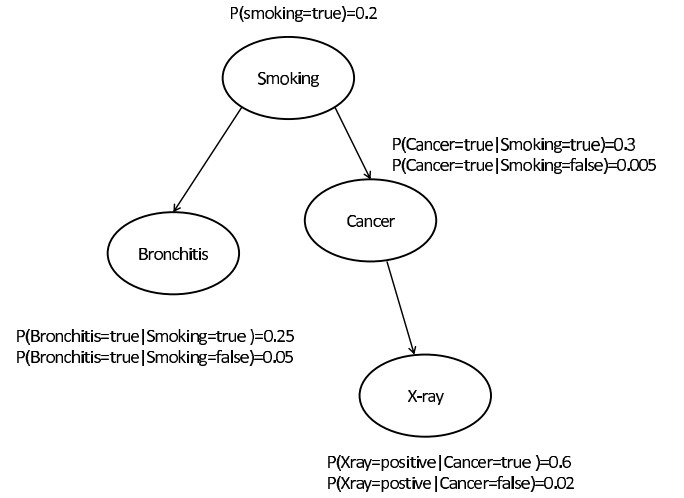 P(smoking=true)=0.2
Smoking
P(Cancer=true|Smoking=true)=0.3
P(Cancer=true|Smoking=false)=0.005
Cancer
Bronchitis
P(Bronchitis=true|Smoking=true )=0.25
P(Bronchitis=true|Smoking=false)=0.05
X-ray
P(Xray=positive|Cancer=true )=0.6
P(Xray=postive|Cancer=false)=0.02